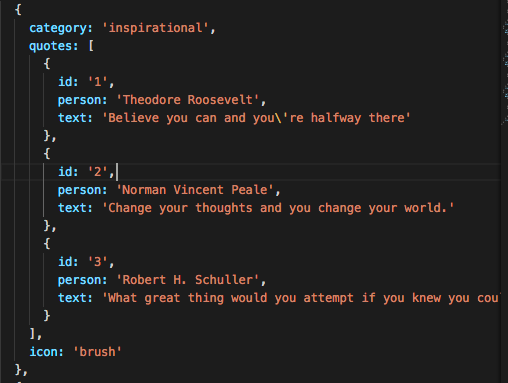 {
category: 'inspirational',
quotes: [
{
id: '1',
person: 'Theodore Roosevelt',
text: 'Believe you can and you\'re halfway there'
},
{
id: '2',
person: 'Norman Vincent Peale',
text: 'Change your thoughts and you change your world.'
},
{
id: '3',
person: 'Robert H. Schuller',
text: 'What great thing would you attempt if you knew you cou
}
],
icon: 'brush'
},